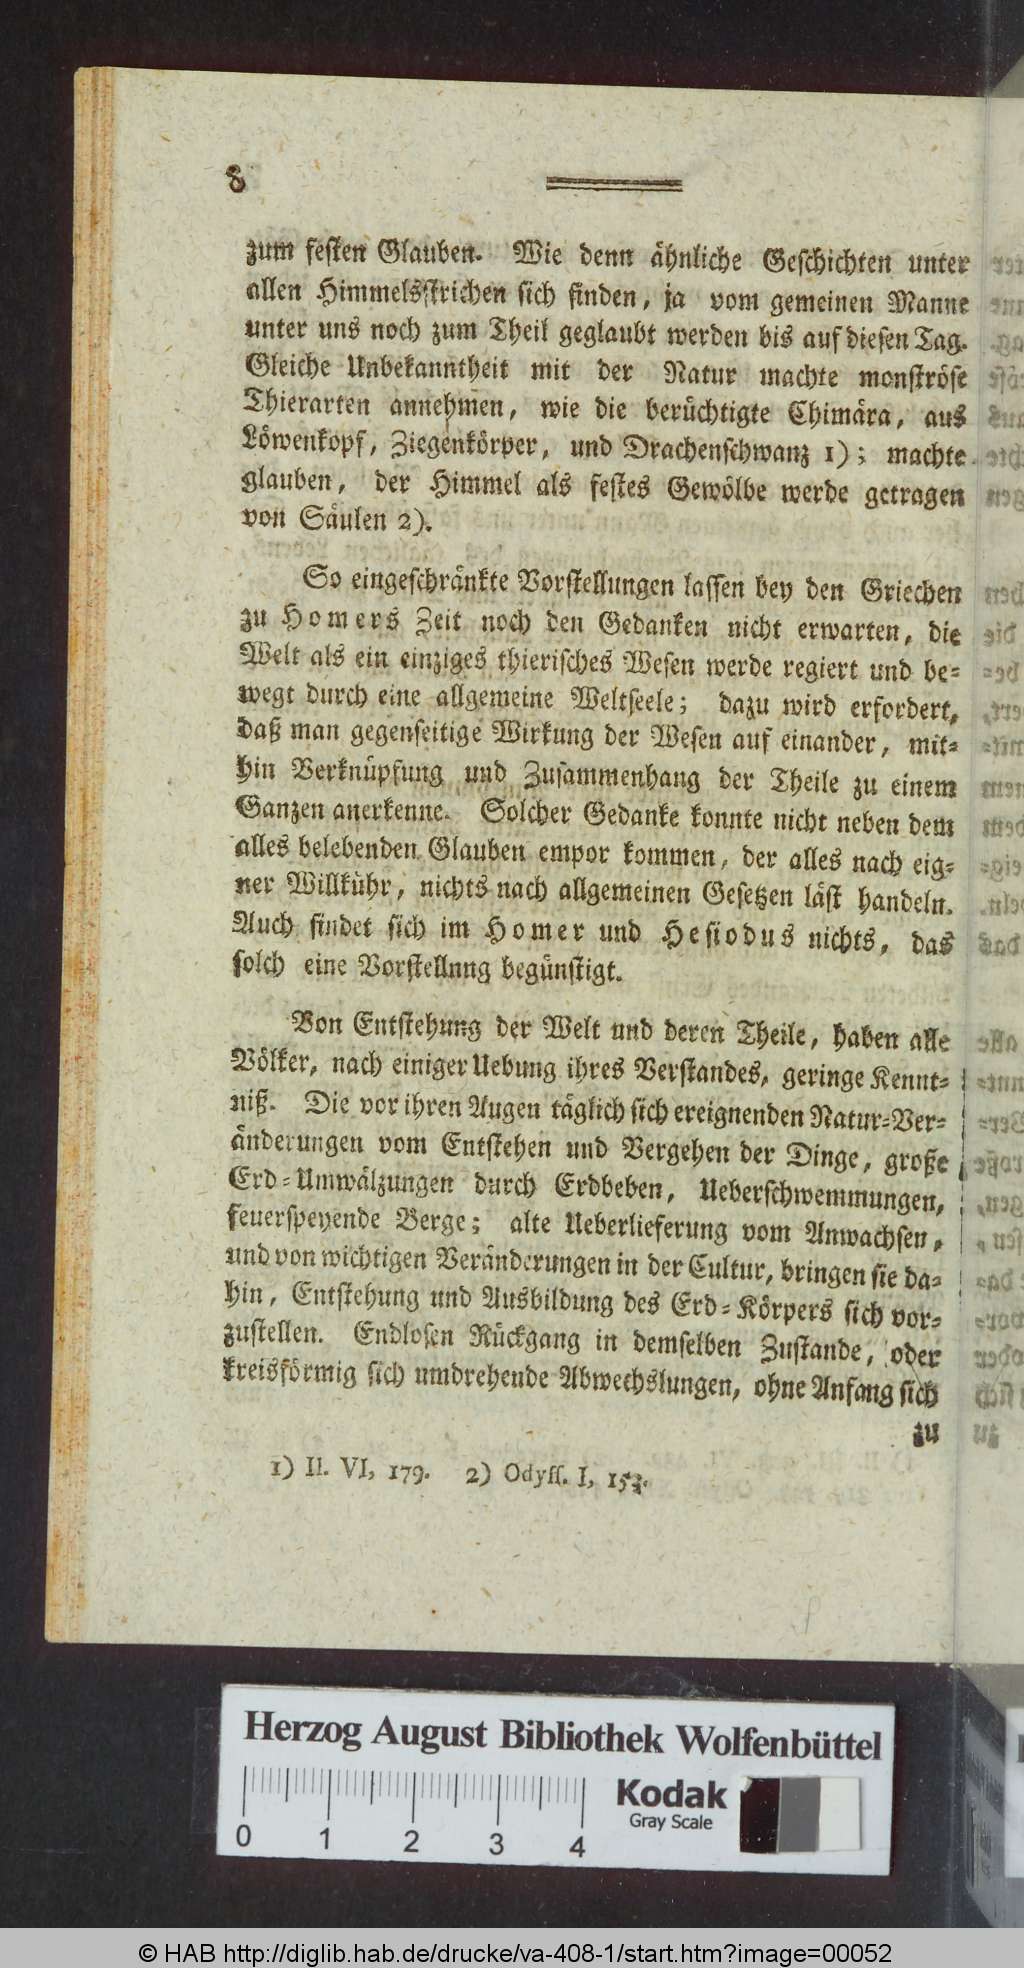 8
zum festen Glauben. Wie denn ähnliche Geschichten unter
allen Himmelsstrichen sich finden, ja vom gemeinen Manne
unter uns noch zum Theil geglaubt werden bis auf diesen Tag.
Gleiche Unbekanntheit mit der Natur machte monströse
Thierarten annehmen, wie die berüchtigte Chimära, aus
Löwenkopf, Ziegenkörper, und Drachenschwanz 1); machte
glauben, der Himmel als festes Gewölbe werde getragen
von Säulen 2).
So eingeschränkte Vorstellungen lassen bey den Griechen
zu Homers Zeit noch den Gedanken nicht erwarten, die
Welt als ein einziges thierisches Wesen werde regiert und be-
wegt durch eine allgemeine Weltseele; dazu wird erfordert,
daß man gegenseitige Wirkung der Wesen auf einander, mit-
hin Verknüpfung und Zusammenhang der Theile zu einem
Ganzen anerkenne. Solcher Gedanke konnte nicht neben dem
alles belebenden Glauben empor kommen, der alles nach eig-
ner Willkühr, nichts nach allgemeinen Gesetzen läst handeln.
Auch findet sich im Homer und Hesiodus nichts, das
solch eine Vorstellnng begünstigt.
Von Entstehung der Welt und deren Theile, haben alle
Völker, nach einiger Uebung ihres Verstandes, geringe Kennt-
niß. Die vor ihren Augen täglich sich ereignenden Natur-Ver-
änderungen vom Entstehen und Vergehen der Dinge, große
Erd-Umwälzungen durch Erdbeben, Ueberschwemmungen,
feuerspeyende Berge; alte Ueberlieferung vom Anwachsen,
und von wichtigen Veränderungen in der Cultur, bringen sie da-
hin, Entstehung und Ausbildung des Erd-Körpers sich vor-
zustellen. Endlosen Rückgang in demselben Zustande, oder
kreisförmig sich umdrehende Abwechslungen, ohne Anfang sich
zu
1) Il. VI, 179. 2) Odyss. I, 153.
Herzog August Bibliothek Wolfenbüttel
Kodak
Gray Scale
0 1 2 3 4
© HAB http://diglib.hab.de/drucke/va-408-1/start.htm?image=00052